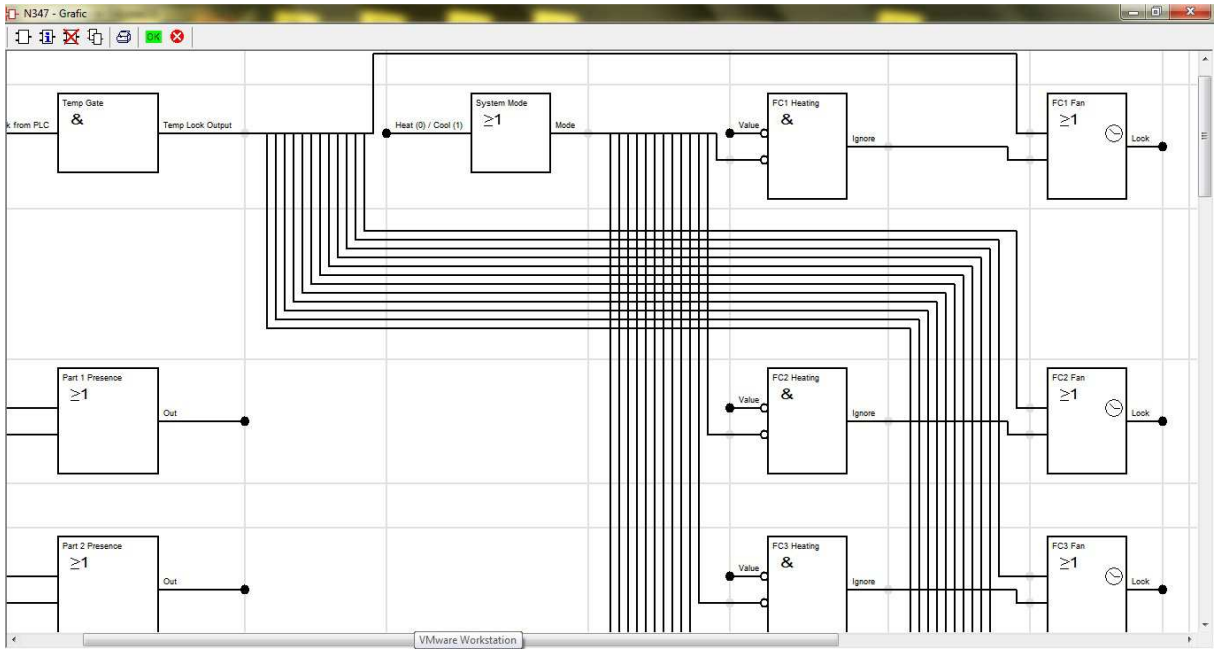 N347 - Grafic
OK
Temp Gate
&
k from PLC
Temp Lock Output
System Mode
≥1
Heat (0) / Cool (1)
Mode
FC1 Heating
&
Value
Ignore
FC1 Fan
≥1
Lock
Part 1 Presence
≥1
Out
FC2 Heating
&
Value
Ignore
FC2 Fan
≥1
Lock
Part 2 Presence
≥1
Out
FC3 Heating
&
Value
Ignore
FC3 Fan
≥1
Lock
VMware Workstation